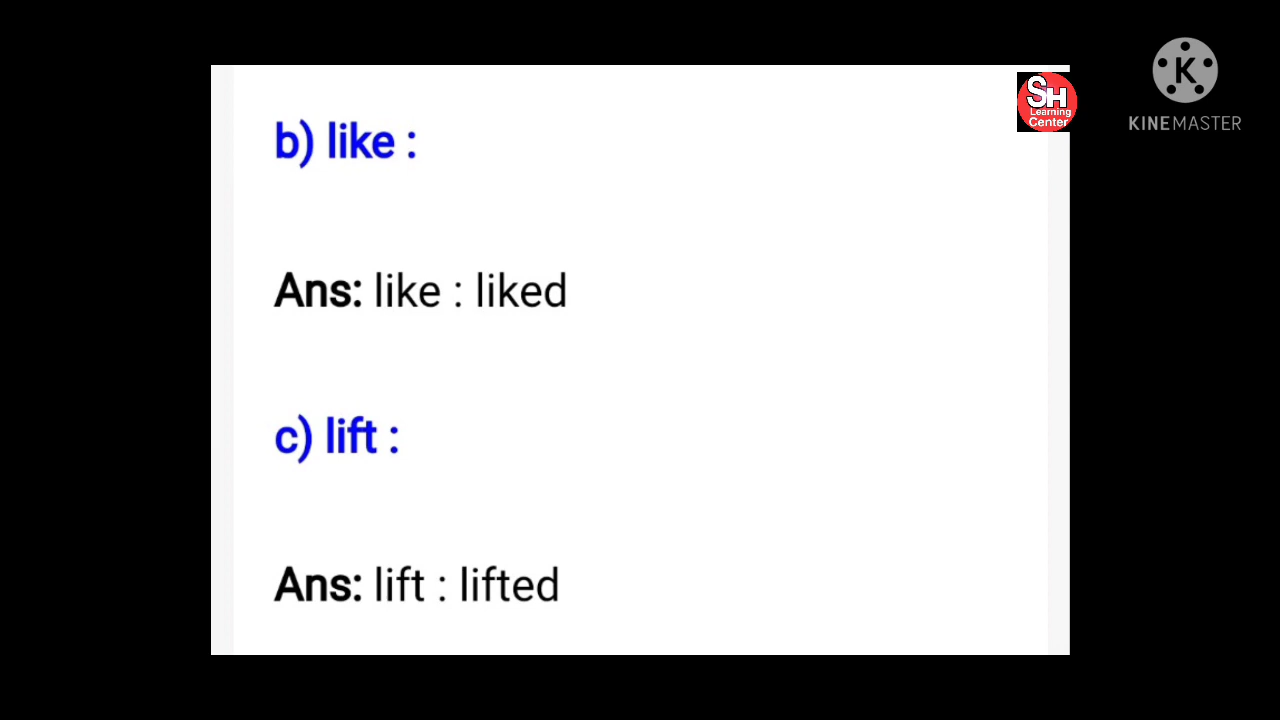 b) like :
Ans: like : liked
c) lift :
Ans: lift : lifted
SH
Learning
Center
K
KINEMASTER